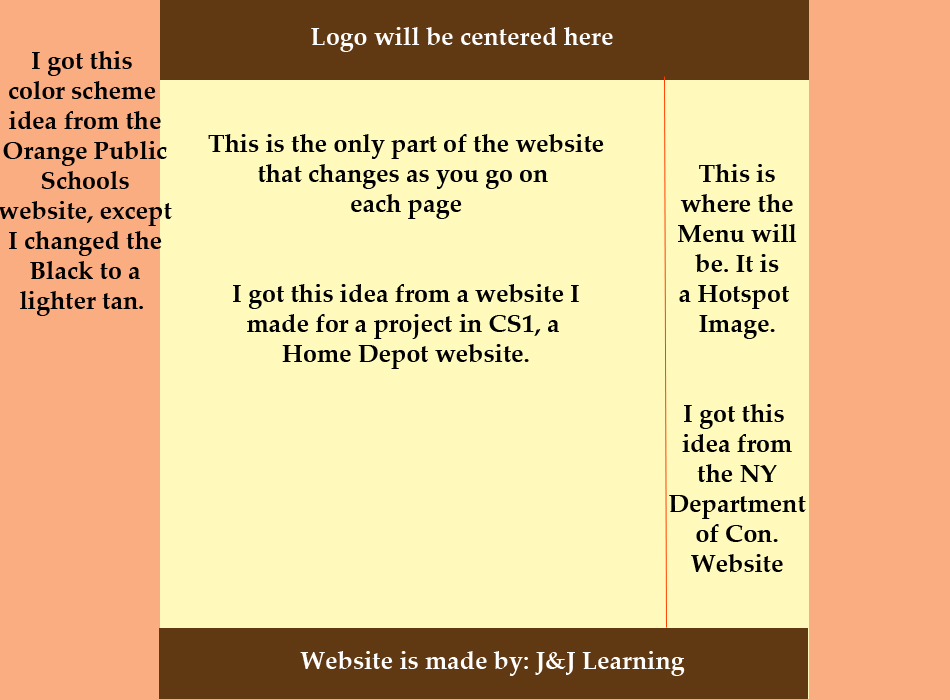 Logo will be centered here
I got this
color scheme
idea from the
Orange Public
Schools
website, except
I changed the
Black to a
lighter tan.
This is the only part of the website
that changes as you go on
each page
I got this idea from a website I
made for a project in CS1, a
Home Depot website.
This is
where the
Menu will
be. It is
a Hotspot
Image.
I got this
idea from
the NY
Department
of Con.
Website
Website is made by: J&J Learning